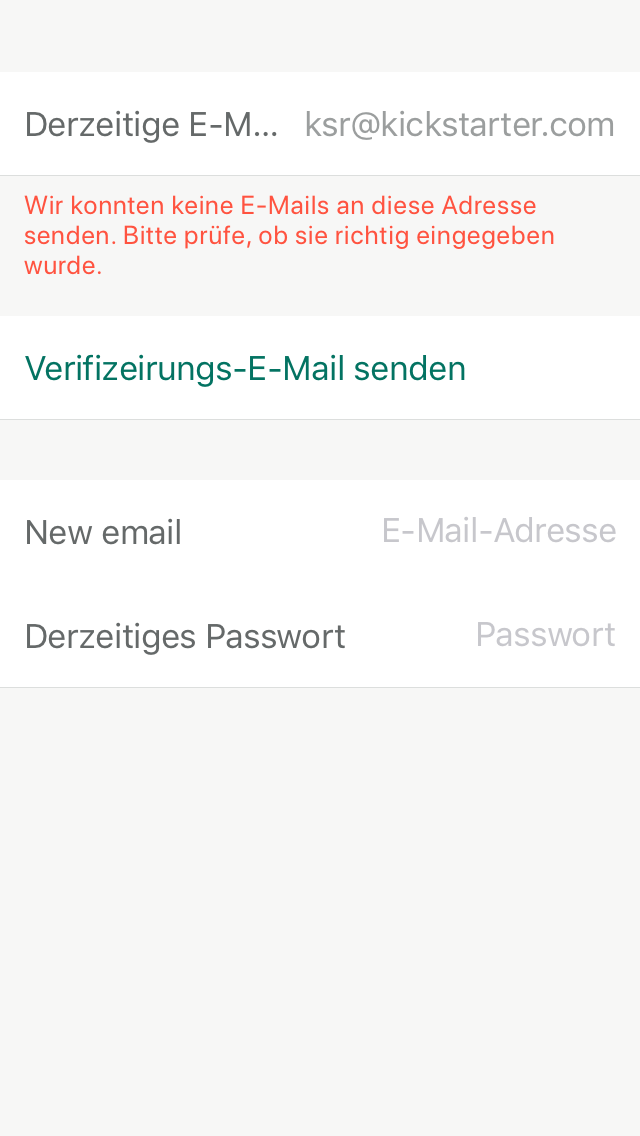 Derzeitige E-M... ksr@kickstarter.com
Wir konnten keine E-Mails an diese Adresse
senden. Bitte prüfe, ob sie richtig eingegeben
wurde.
Verifizeirungs-E-Mail senden
New email E-Mail-Adresse
Derzeitiges Passwort Passwort